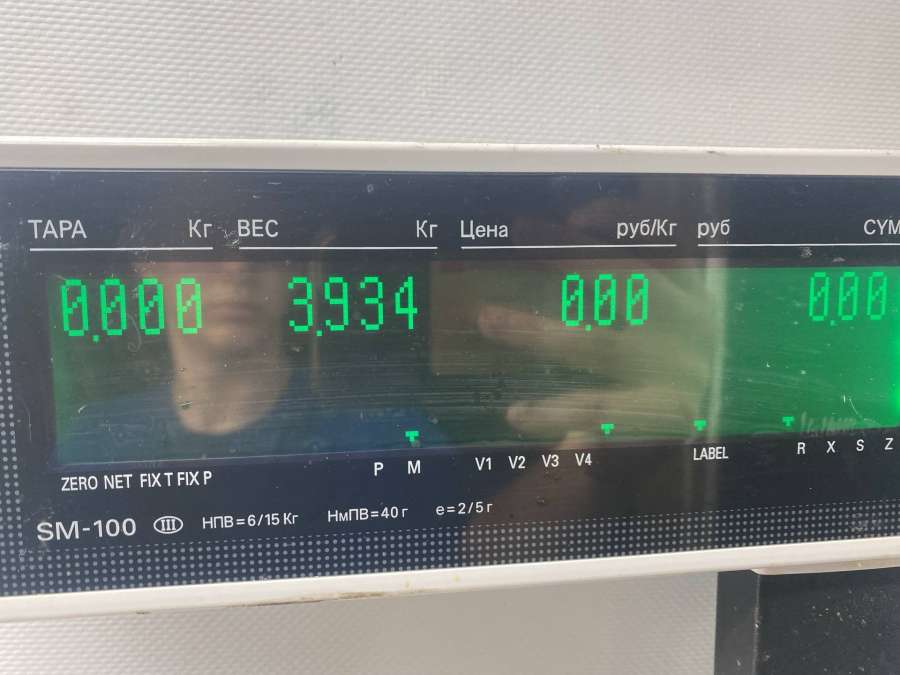 ТАРА Кг ВЕС Кг Цена руб/Кг руб СУМ
0.000 3.934 0.00 0.00
ZERO NET FIX T FIX P P M V1 V2 V3 V4 LABEL R X S Z
SM-100 III НПВ=6/15 Кг НмПВ=40 г e=2/5 г